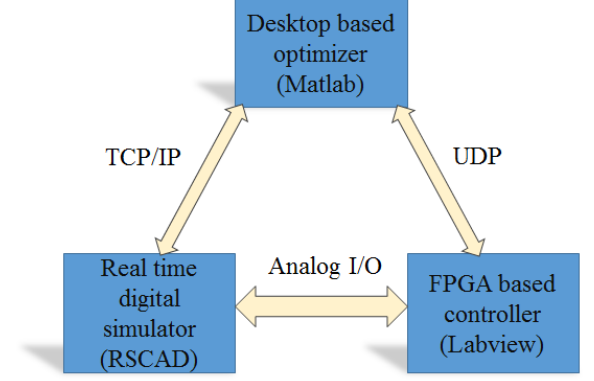 Desktop based
optimizer
(Matlab)
TCP/IP
UDP
Real time
digital
simulator
(RSCAD)
Analog I/O
FPGA based
controller
(Labview)